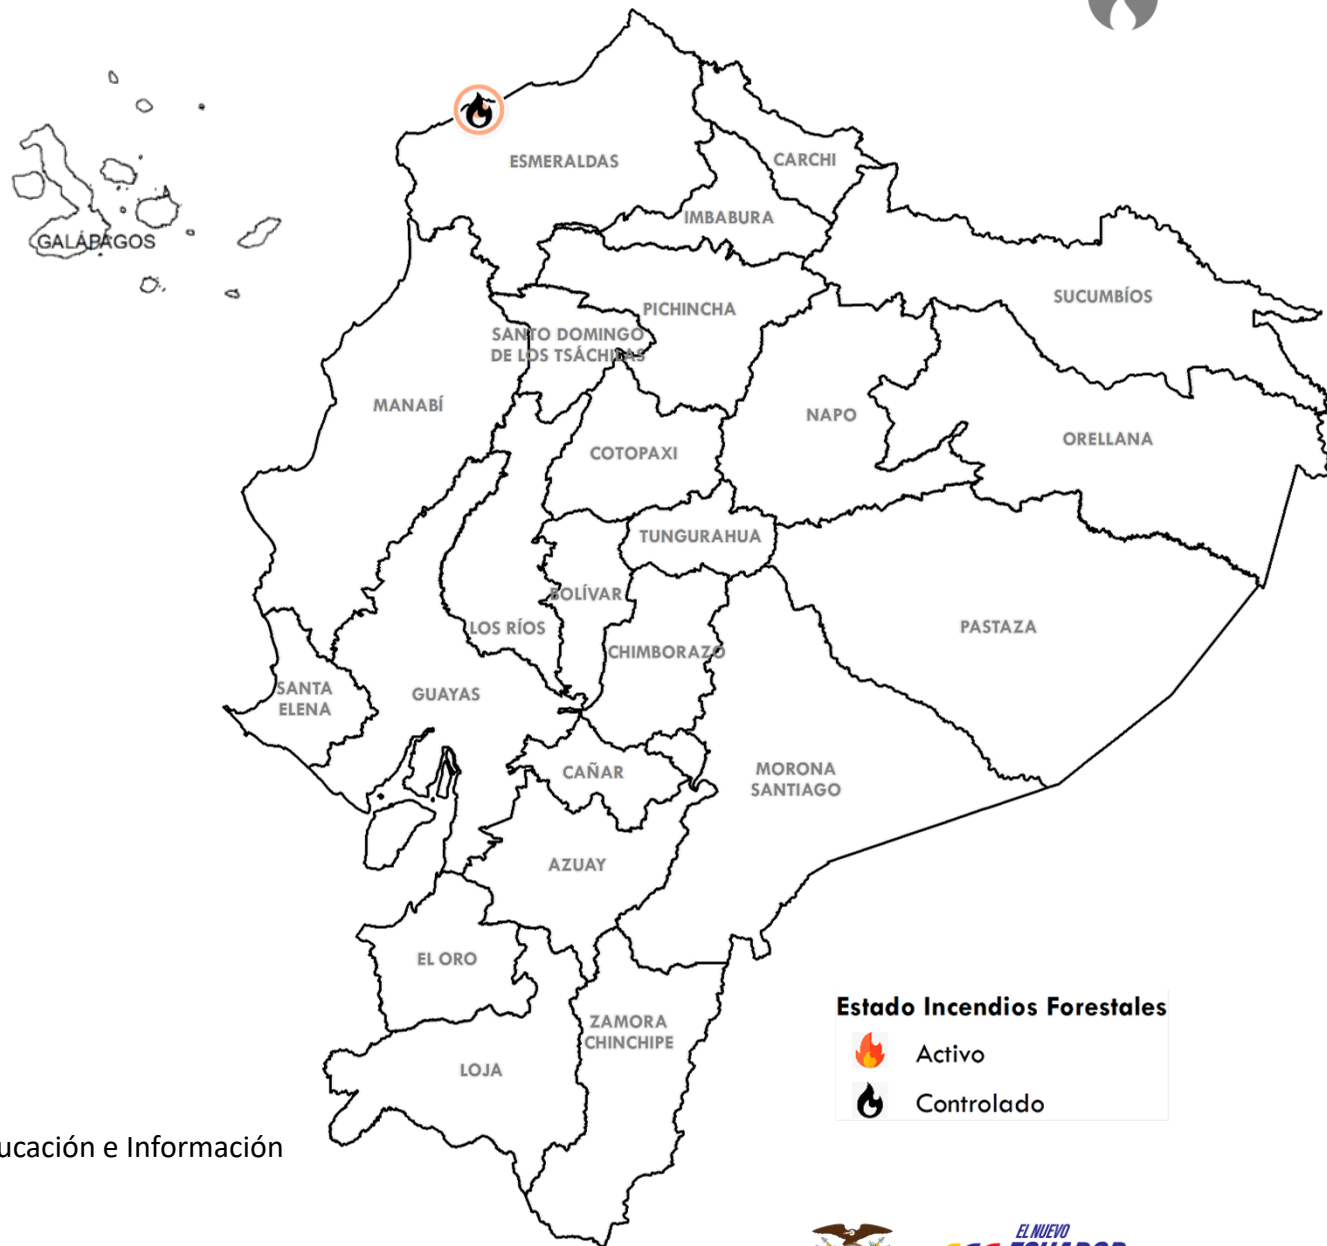 ESMERALDAS
CARCHI
IMBABURA
GALÁPAGOS
SUCUMBÍOS
PICHINCHA
SANTO DOMINGO
DE LOS TSÁCHILAS
MANABÍ
NAPO
ORELLANA
COTOPAXI
TUNGURAHUA
BOLÍVAR
LOS RÍOS
PASTAZA
CHIMBORAZO
SANTA
ELENA
GUAYAS
CAÑAR
MORONA
SANTIAGO
AZUAY
EL ORO
ZAMORA
CHINCHIPE
LOJA
Estado Incendios Forestales
Activo
Controlado
ucación e Información
EL NUEVO
ECUADOR